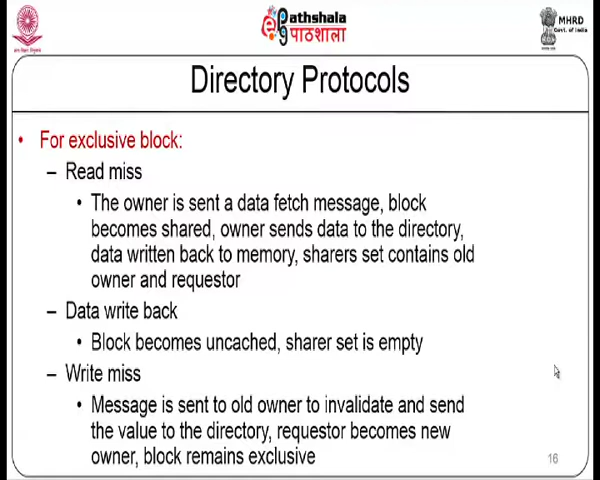 Pathshala
पाठशाला
MHRD
Govt. of India
Directory Protocols
• For exclusive block:
– Read miss
• The owner is sent a data fetch message, block
becomes shared, owner sends data to the directory,
data written back to memory, sharers set contains old
owner and requestor
– Data write back
• Block becomes uncached, sharer set is empty
– Write miss
• Message is sent to old owner to invalidate and send
the value to the directory, requestor becomes new
owner, block remains exclusive
16